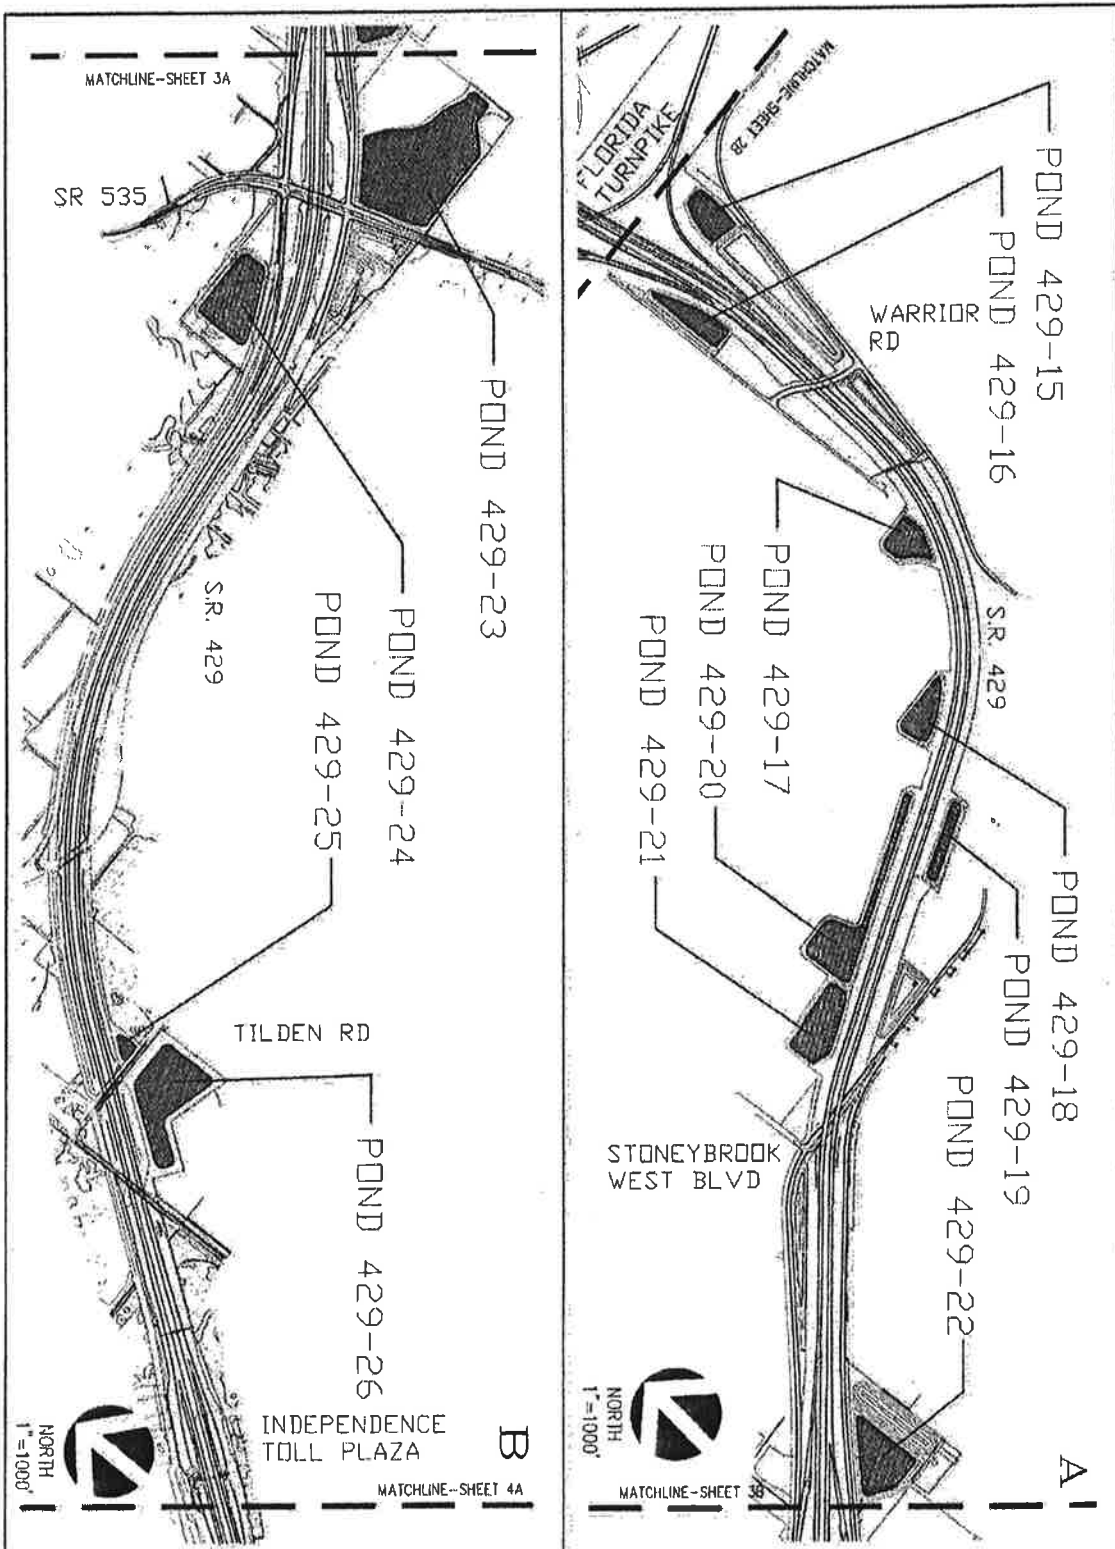 A
POND 429-15
POND 429-16
WARRIOR
RD
MATCHLINE-SHEET 2B
FLORIDA
TURNPIKE
S.R. 429
POND 429-17
POND 429-20
POND 429-21
POND 429-18
POND 429-19
POND 429-22
STONEYBROOK
WEST BLVD
NORTH
1"=1000'
MATCHLINE-SHEET 3B
B
MATCHLINE-SHEET 3A
SR 535
POND 429-23
POND 429-24
POND 429-25
S.R. 429
TILDEN RD
POND 429-26
INDEPENDENCE
TOLL PLAZA
NORTH
1"=1000'
MATCHLINE-SHEET 4A